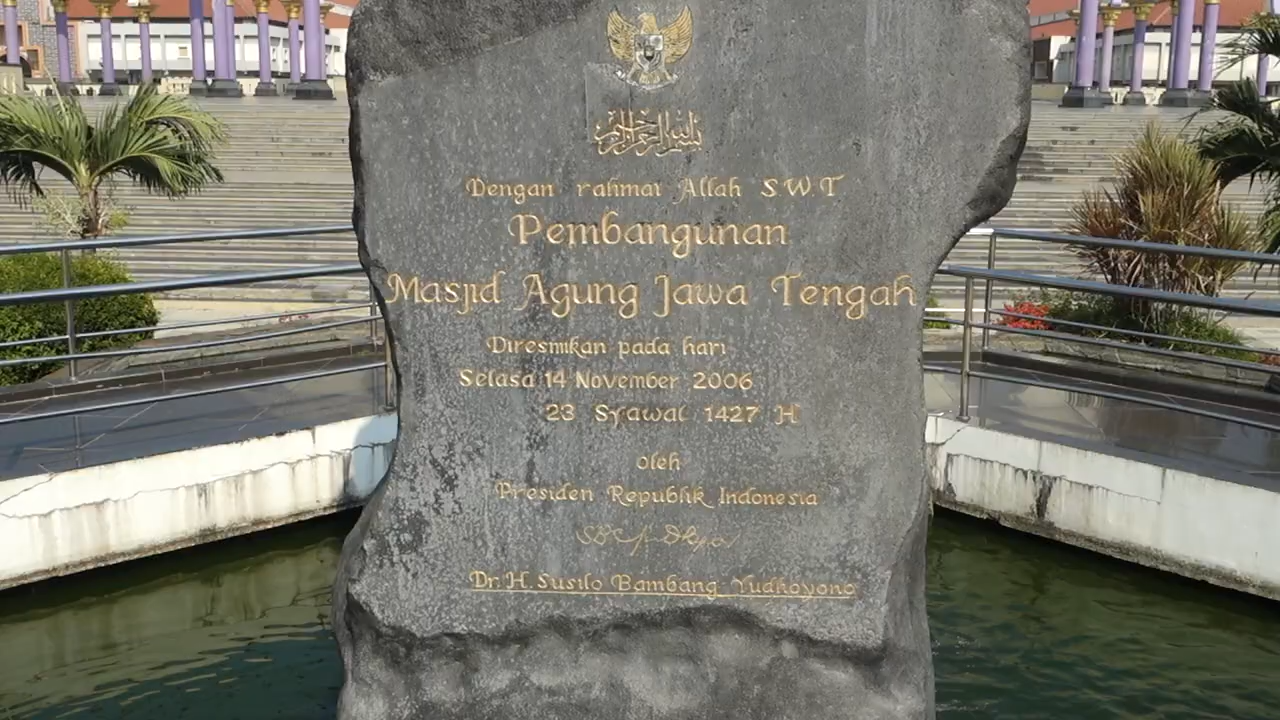 بسم الله الرحمن الرحيم
Dengan rahmat Allah S.W.T
Pembangunan
Masjid Agung Jawa Tengah
Diresmikan pada hari
Selasa 14 November 2006
23 Syawal 1427 H
oleh
Presiden Republik Indonesia
Dr. H. Susilo Bambang Yudhoyono